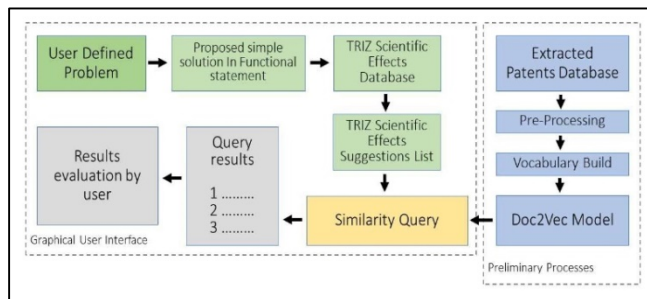 User Defined
Problem
Proposed simple
solution In Functional
statement
TRIZ Scientific
Effects
Database
Extracted
Patents Database
Pre-Processing
TRIZ Scientific
Effects
Suggestions List
Vocabulary Build
Results
evaluation by
user
Query
results
1 .........
2 .........
3 .........
Similarity Query
Doc2Vec Model
Graphical User Interface
Preliminary Processes